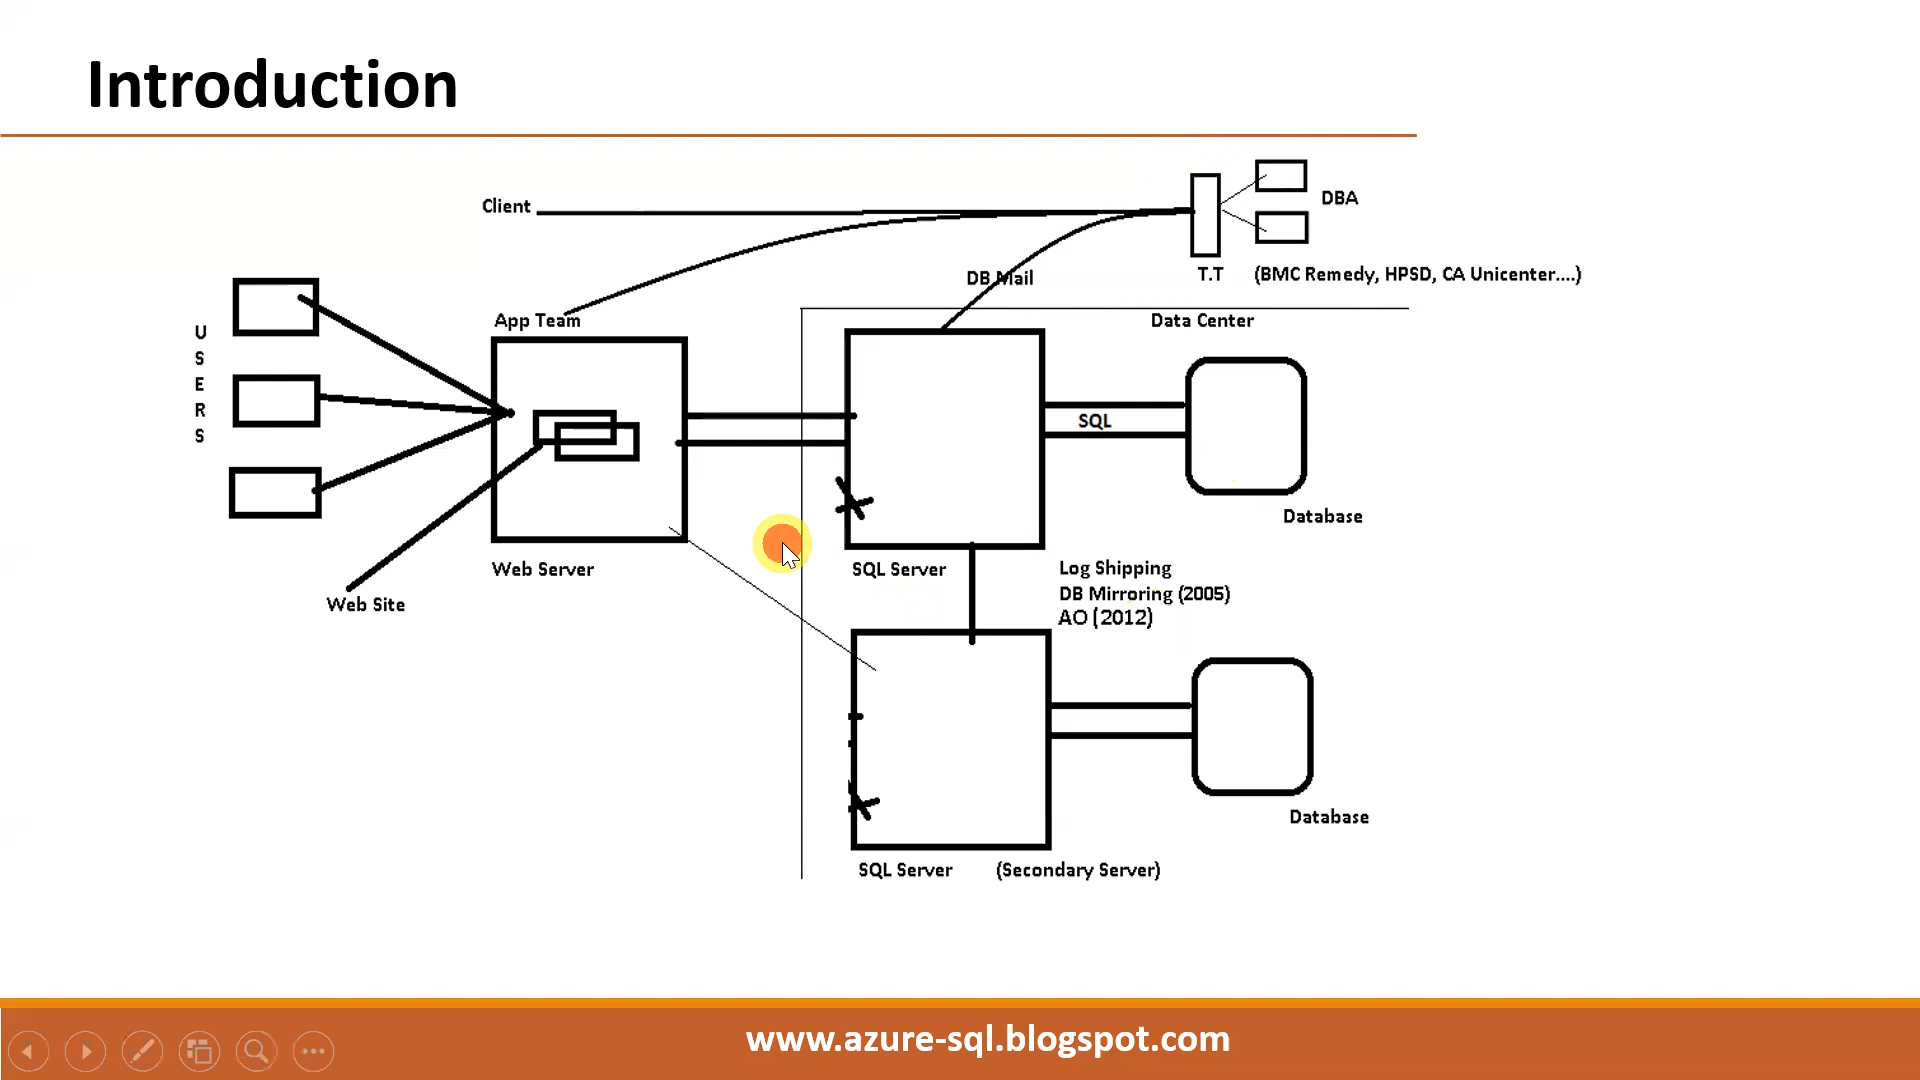 Introduction
Client
DBA
DB Mail
T.T
(BMC Remedy, HPSD, CA Unicenter....)
App Team
Data Center
U
S
E
R
S
SQL
Database
Web Server
SQL Server
Log Shipping
DB Mirroring (2005)
AO (2012)
Web Site
Database
SQL Server
(Secondary Server)
www.azure-sql.blogspot.com